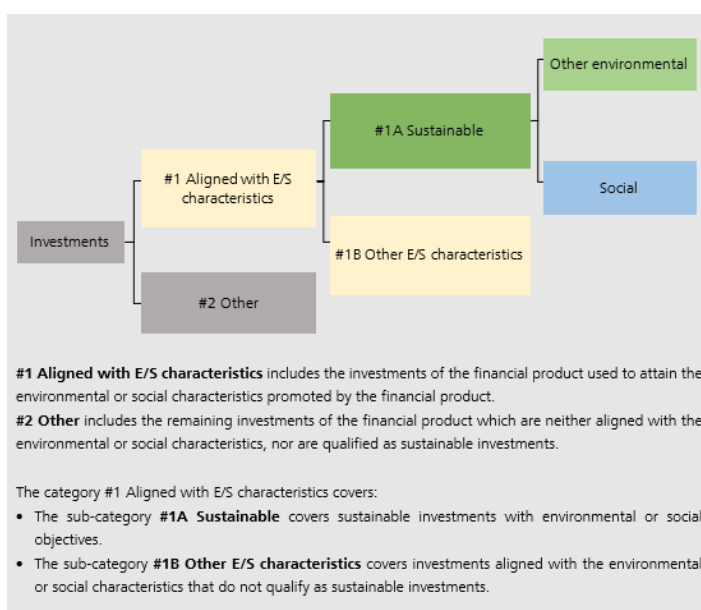 Other environmental
#1A Sustainable
#1 Aligned with E/S
characteristics
Social
Investments
#1B Other E/S characteristics
#2 Other
#1 Aligned with E/S characteristics includes the investments of the financial product used to attain the
environmental or social characteristics promoted by the financial product.
#2 Other includes the remaining investments of the financial product which are neither aligned with the
environmental or social characteristics, nor are qualified as sustainable investments.
The category #1 Aligned with E/S characteristics covers:
• The sub-category #1A Sustainable covers sustainable investments with environmental or social
objectives.
• The sub-category #1B Other E/S characteristics covers investments aligned with the environmental
or social characteristics that do not qualify as sustainable investments.